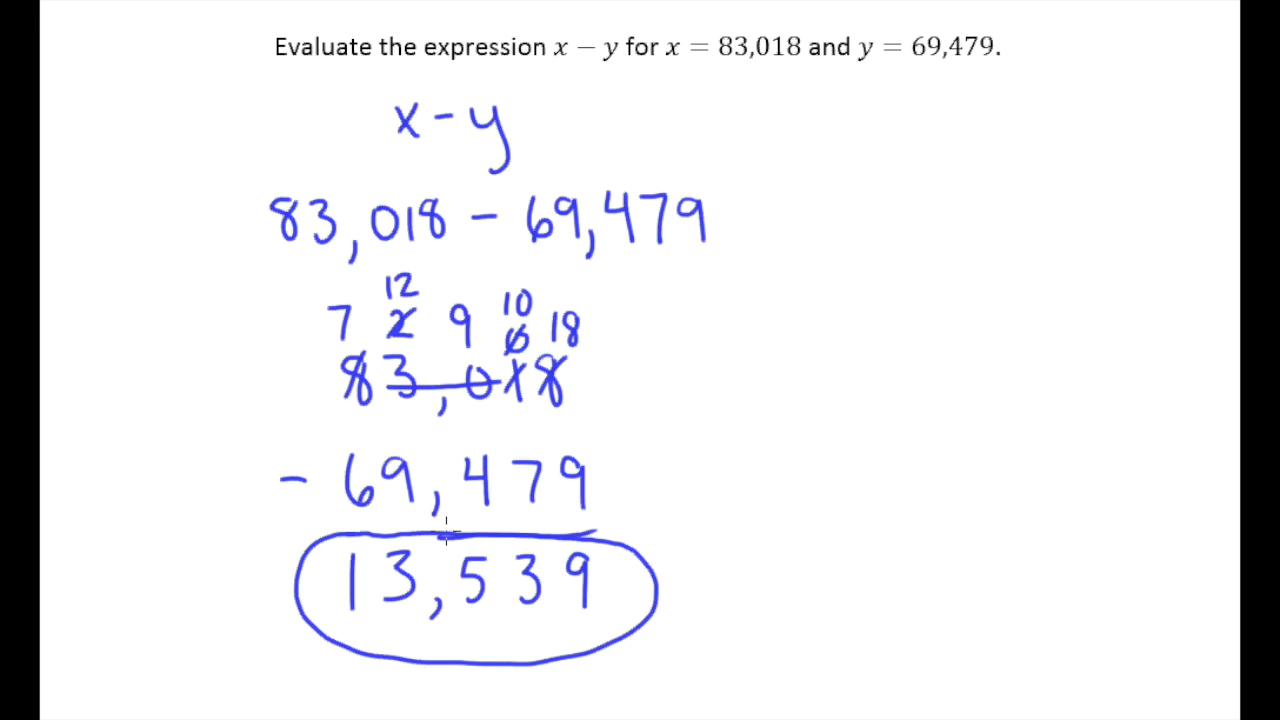 Evaluate the expression x − y for x = 83,018 and y = 69,479.
x - y
83,018 - 69,479
12
10
7 2 9 0 18
83,018
- 69,479
13,539